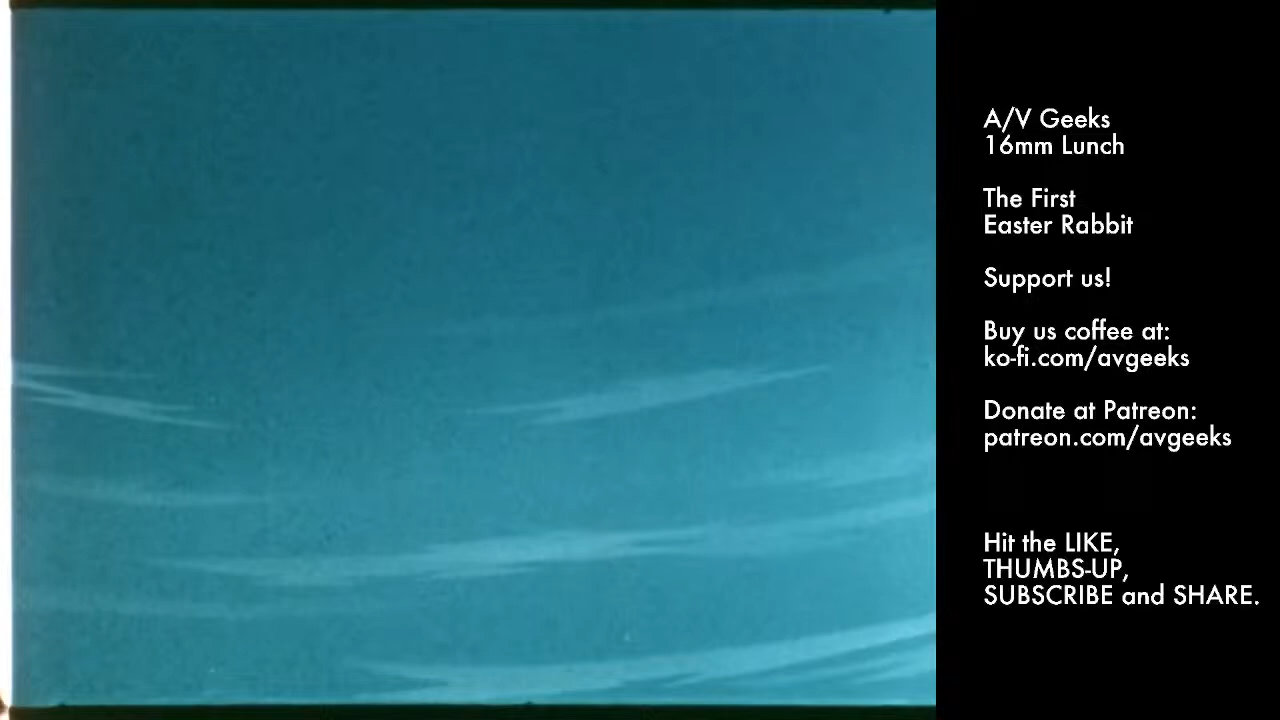 A/V Geeks
16mm Lunch
The First
Easter Rabbit
Support us!
Buy us coffee at:
ko-fi.com/avgeeks
Donate at Patreon:
patreon.com/avgeeks
Hit the LIKE,
THUMBS-UP,
SUBSCRIBE and SHARE.